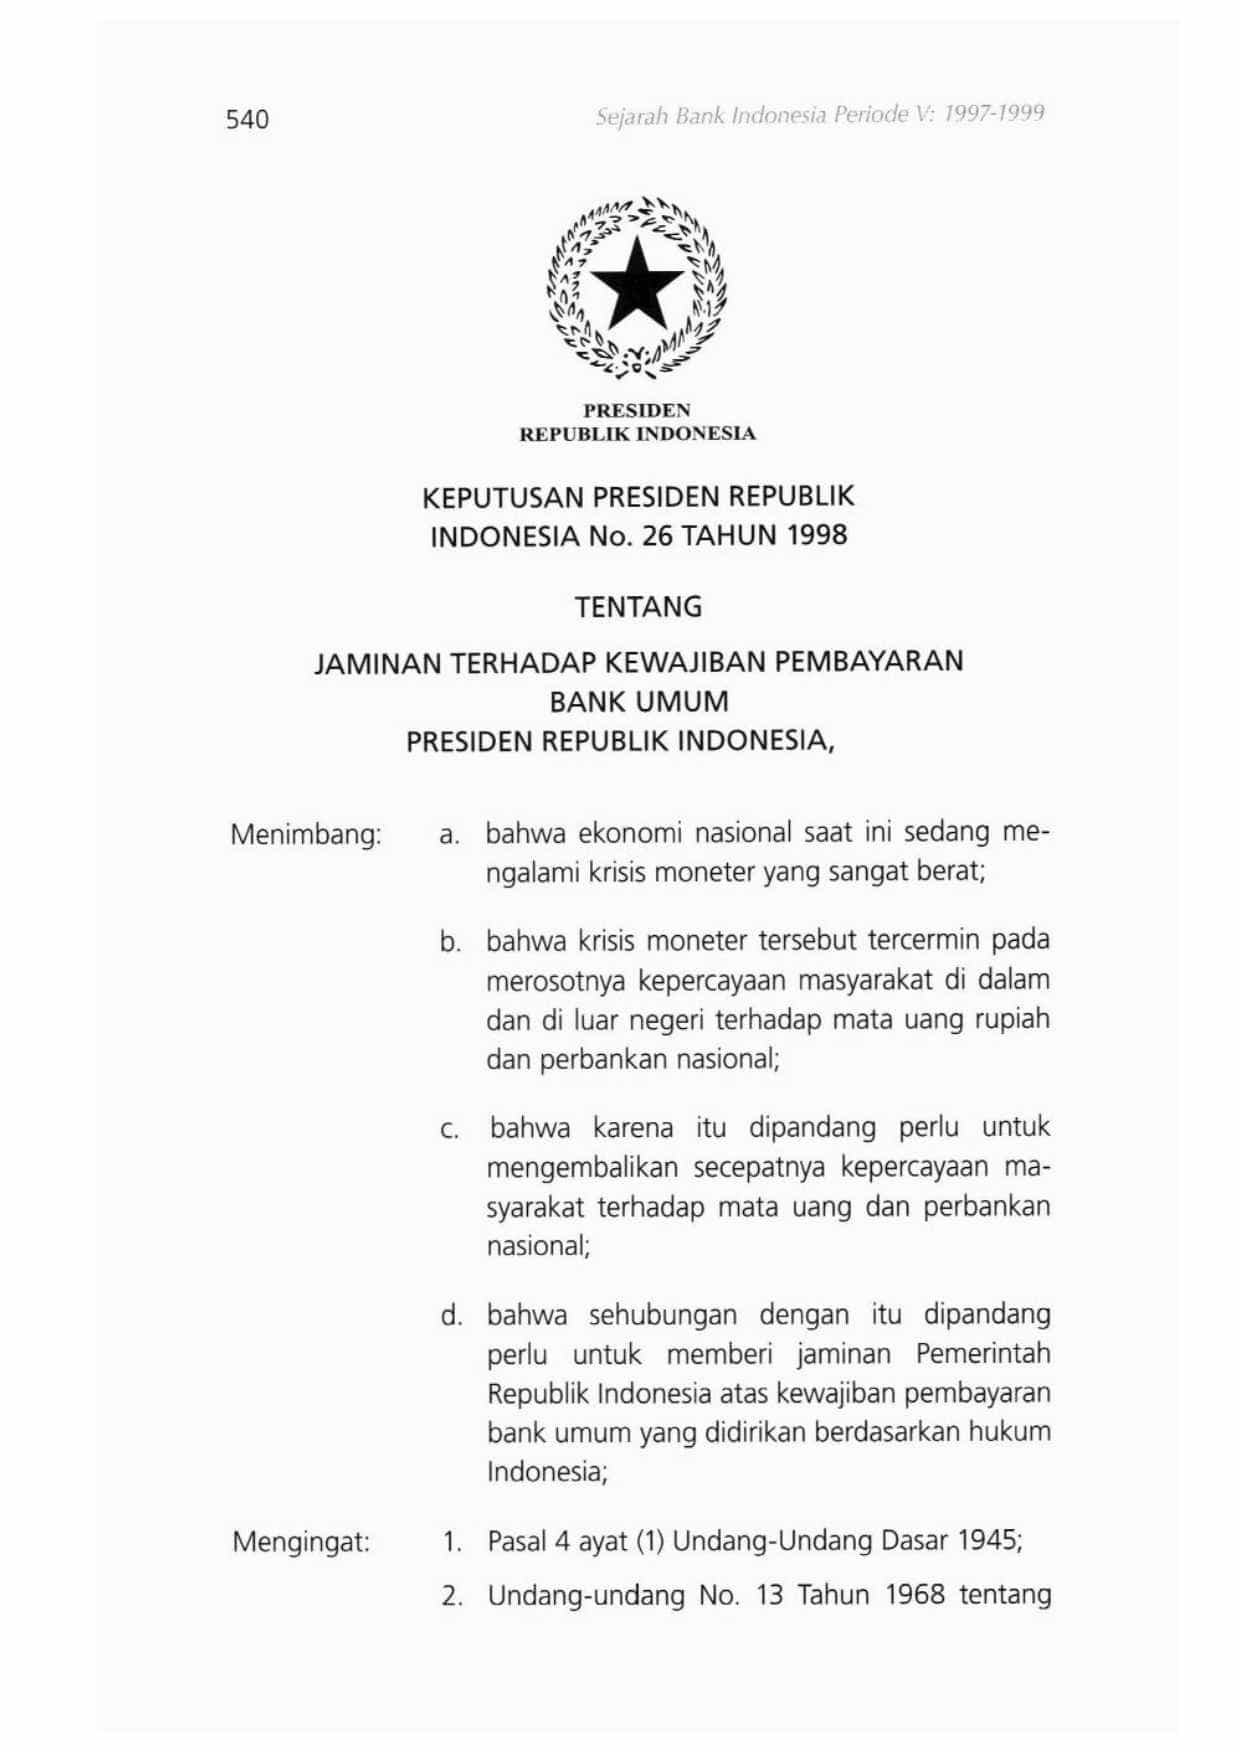 540
Sejarah Bank Indonesia Periode V: 1997-1999
PRESIDEN
REPUBLIK INDONESIA
KEPUTUSAN PRESIDEN REPUBLIK
INDONESIA No. 26 TAHUN 1998
TENTANG
JAMINAN TERHADAP KEWAJIBAN PEMBAYARAN
BANK UMUM
PRESIDEN REPUBLIK INDONESIA,
Menimbang: a. bahwa ekonomi nasional saat ini sedang me-
ngalami krisis moneter yang sangat berat;
b. bahwa krisis moneter tersebut tercermin pada
merosotnya kepercayaan masyarakat di dalam
dan di luar negeri terhadap mata uang rupiah
dan perbankan nasional;
c. bahwa karena itu dipandang perlu untuk
mengembalikan secepatnya kepercayaan ma-
syarakat terhadap mata uang dan perbankan
nasional;
d. bahwa sehubungan dengan itu dipandang
perlu untuk memberi jaminan Pemerintah
Republik Indonesia atas kewajiban pembayaran
bank umum yang didirikan berdasarkan hukum
Indonesia;
Mengingat: 1. Pasal 4 ayat (1) Undang-Undang Dasar 1945;
2. Undang-undang No. 13 Tahun 1968 tentang